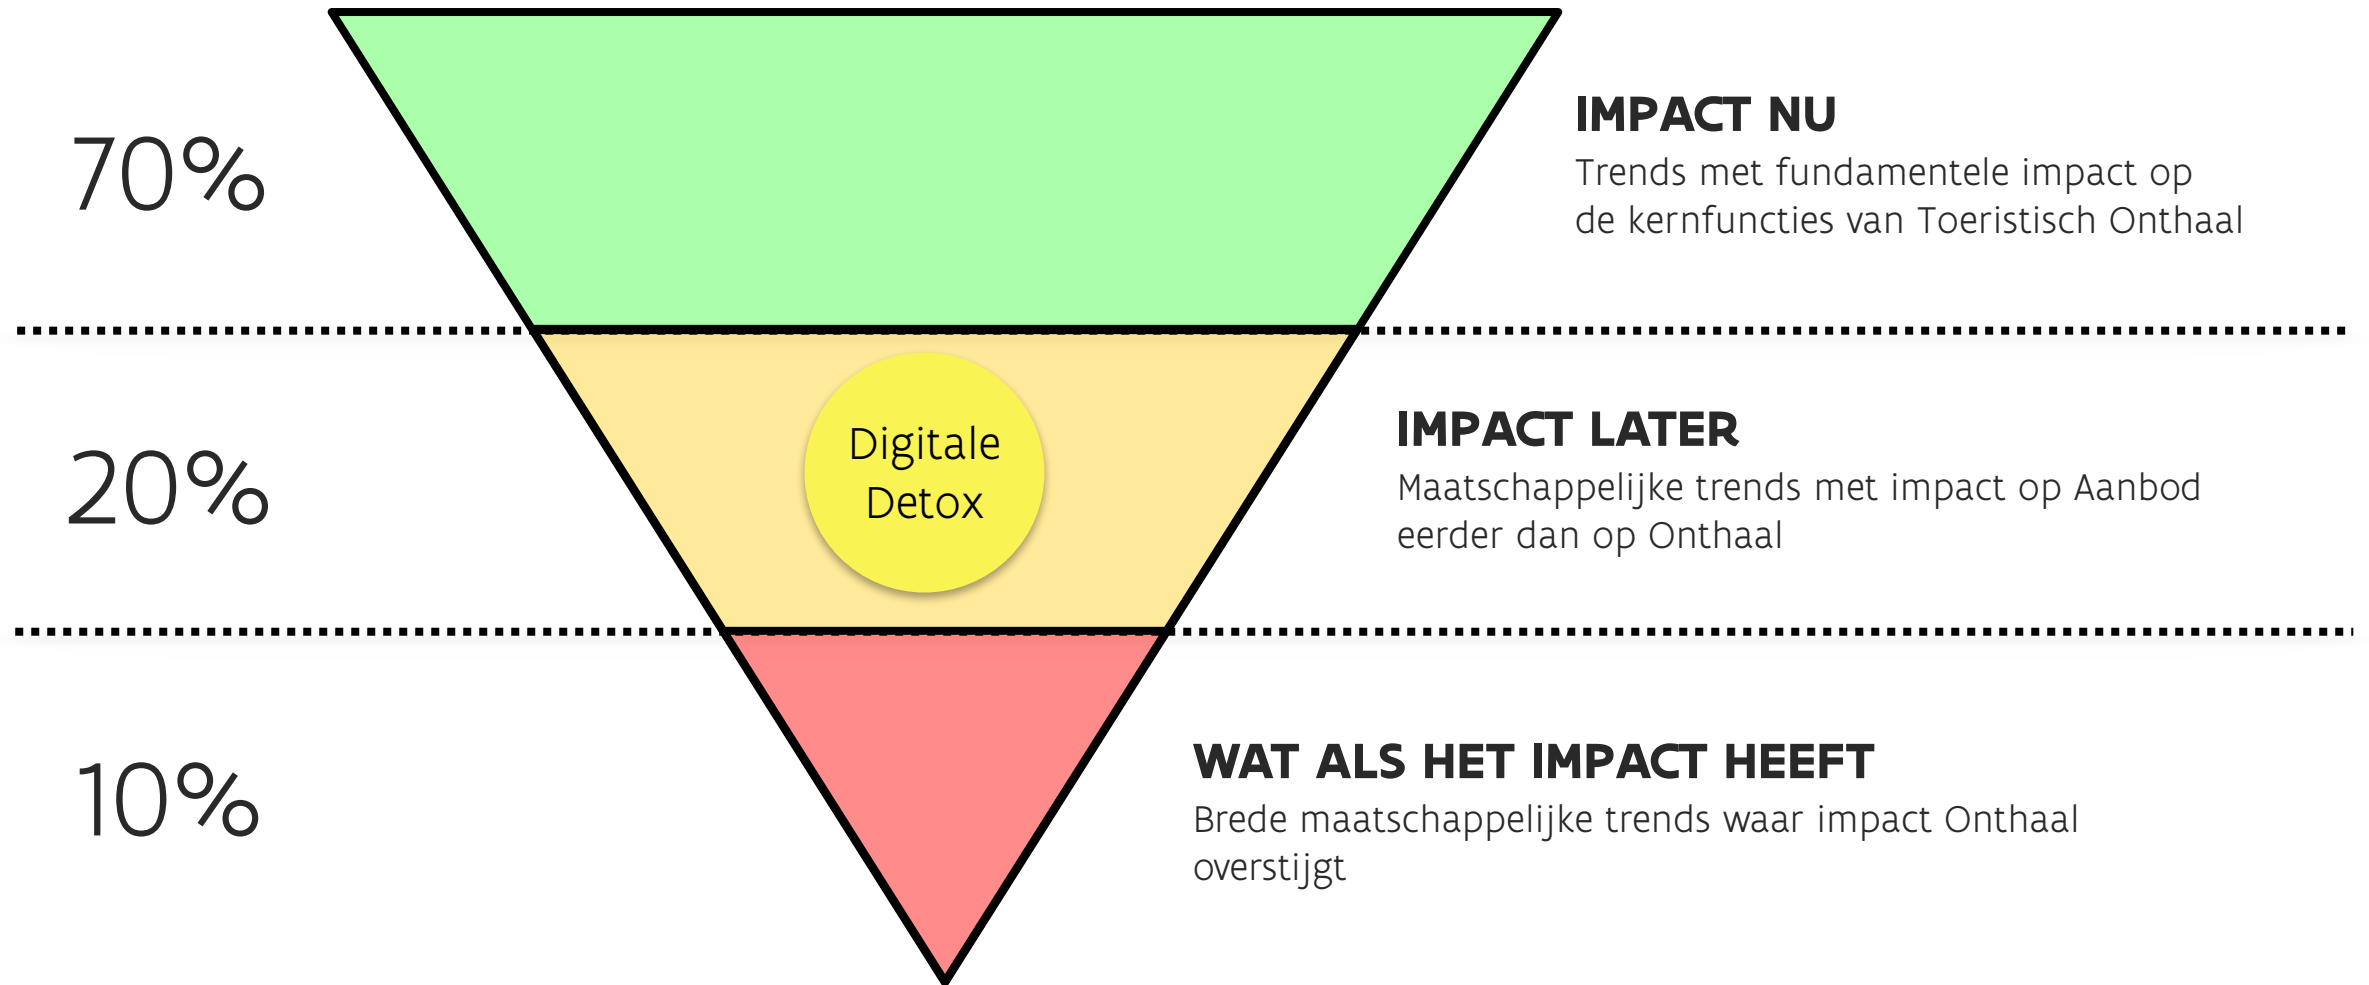 70%
IMPACT NU
Trends met fundamentele impact op
de kernfuncties van Toeristisch Onthaal
20%
Digitale
Detox
IMPACT LATER
Maatschappelijke trends met impact op Aanbod
eerder dan op Onthaal
10%
WAT ALS HET IMPACT HEEFT
Brede maatschappelijke trends waar impact Onthaal
overstijgt